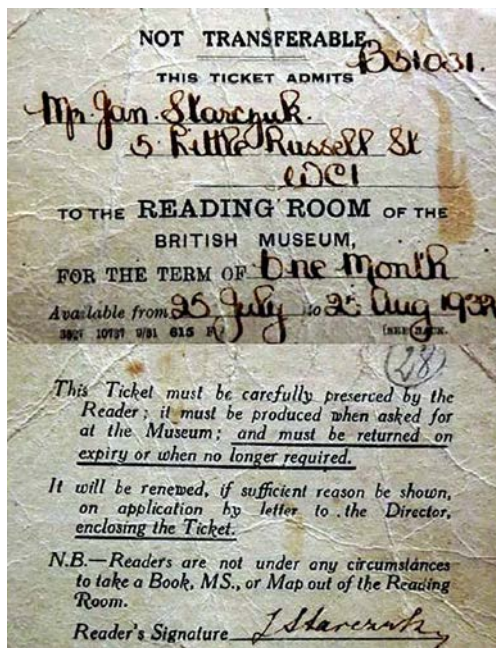 NOT TRANSFERABLE
B51031.
THIS TICKET ADMITS
Mr. Jan Starczuk.
5 Little Russell St
WC1
TO THE READING ROOM OF THE
BRITISH MUSEUM,
FOR THE TERM OF One Month
Available from 25 July to 25 Aug 1932
10737 9/31 615 (SEE BACK.
28
This Ticket must be carefully preserved by the
Reader; it must be produced when asked for
at the Museum; and must be returned on
expiry or when no longer required.
It will be renewed, if sufficient reason be shown,
on application by letter to the Director,
enclosing the Ticket.
N.B.—Readers are not under any circumstances
to take a Book, MS., or Map out of the Reading
Room.
Reader's Signature J Starczuk